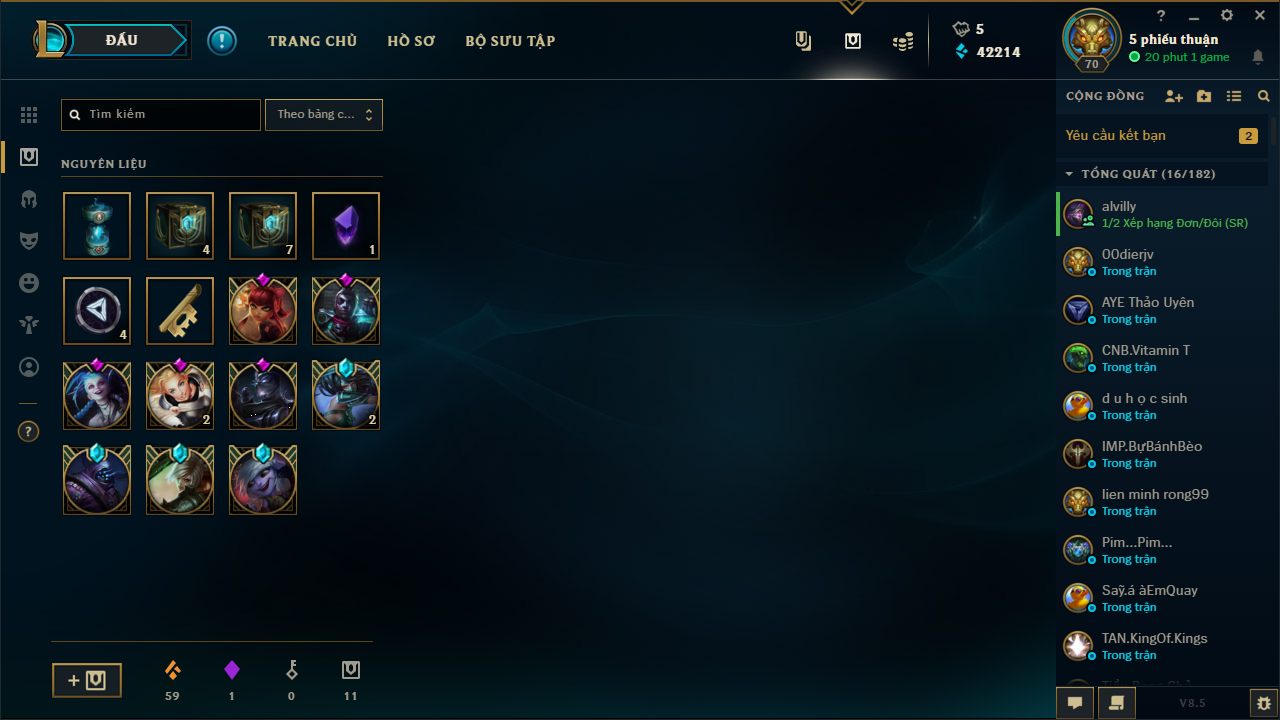 ĐẤU
TRANG CHỦ
HỒ SƠ
BỘ SƯU TẬP
5
42214
70
5 phiếu thuận
20 phut 1 game
Tìm kiếm
Theo bảng c...
NGUYÊN LIỆU
4
7
1
4
2
2
59
1
0
11
CỘNG ĐỒNG
Yêu cầu kết bạn
2
TỔNG QUÁT (16/182)
alvilly
1/2 Xếp hạng Đơn/Đôi (SR)
00dierjv
Trong trận
AYE Thảo Uyên
Trong trận
CNB.Vitamin T
Trong trận
d u h ọ c sinh
Trong trận
IMP.BựBánhBèo
Trong trận
lien minh rong99
Trong trận
Pim...Pim...
Trong trận
Saỹ.á àEmQuay
Trong trận
TAN.KingOf.Kings
Trong trận
V8.5